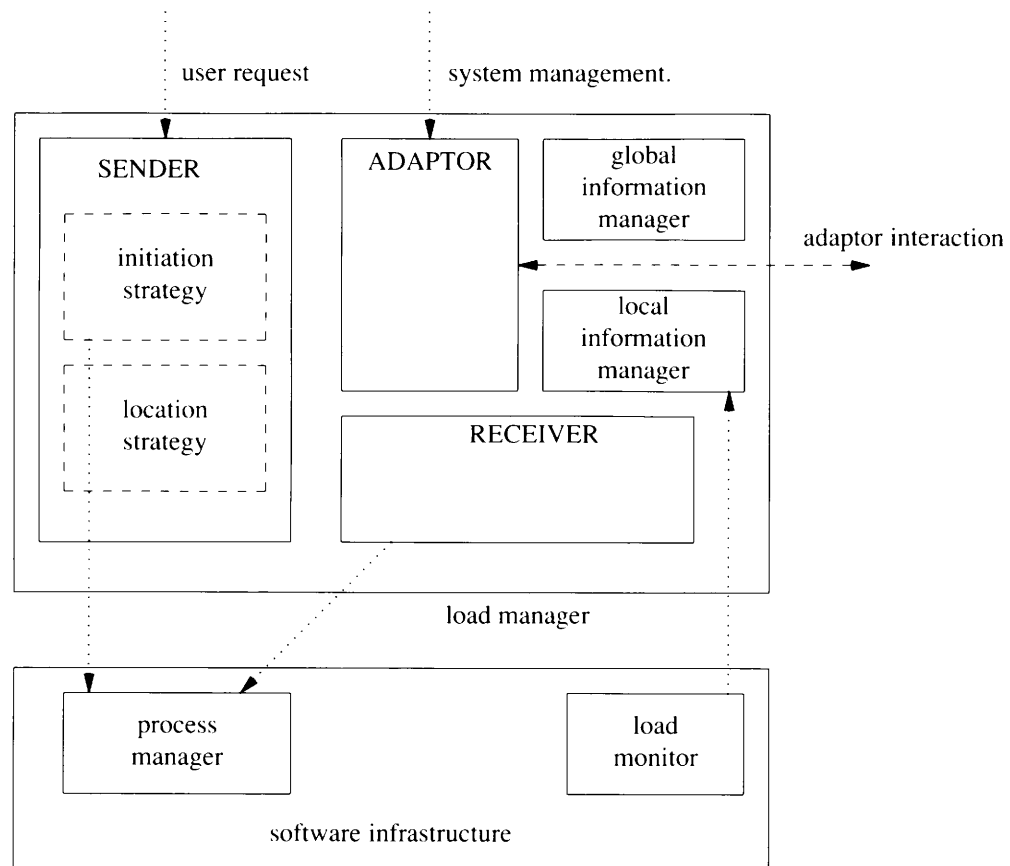 user request
system management.
SENDER
initiation
strategy
location
strategy
ADAPTOR
global
information
manager
adaptor interaction
local
information
manager
RECEIVER
load manager
process
manager
load
monitor
software infrastructure